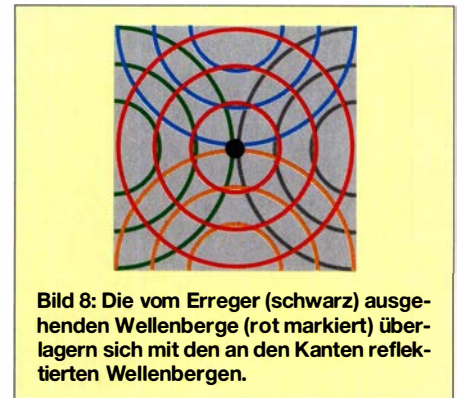 Bild 8: Die vom Erreger (schwarz) ausge-
henden Wellenberge (rot markiert) über-
lagern sich mit den an den Kanten reflek-
tierten Wellenbergen.